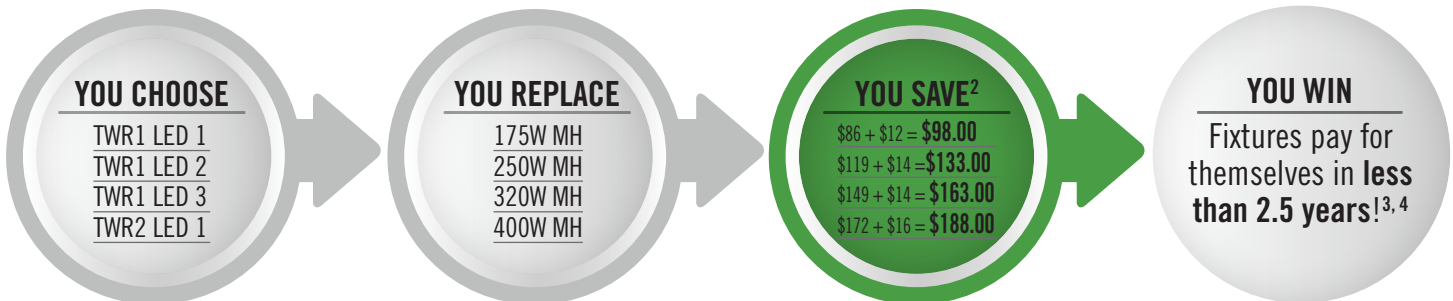 YOU CHOOSE
TWR1 LED 1
TWR1 LED 2
TWR1 LED 3
TWR2 LED 1
YOU REPLACE
175W MH
250W MH
320W MH
400W MH
YOU SAVE²
$86 + $12 = $98.00
$119 + $14 =$133.00
$149 + $14 = $163.00
$172 + $16 = $188.00
YOU WIN
Fixtures pay for
themselves in less
than 2.5 years!³,⁴